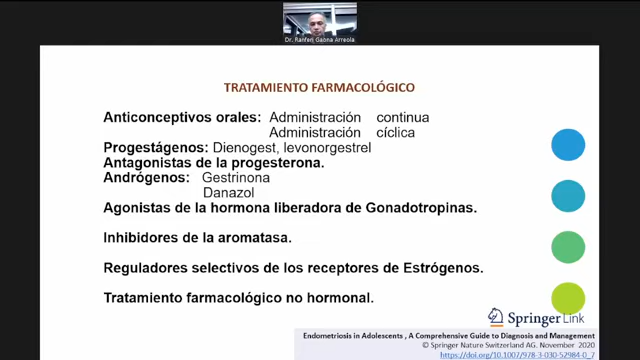 Dr. Ranferi Gaona Arreola
TRATAMIENTO FARMACOLÓGICO
Anticonceptivos orales: Administración continua
Administración cíclica
Progestágenos: Dienogest, levonorgestrel
Antagonistas de la progesterona.
Andrógenos: Gestrinona
Danazol
Agonistas de la hormona liberadora de Gonadotropinas.
Inhibidores de la aromatasa.
Reguladores selectivos de los receptores de Estrógenos.
Tratamiento farmacológico no hormonal.
Springer Link
Endometriosis in Adolescents , A Comprehensive Guide to Diagnosis and Management
© Springer Nature Switzerland AG. November 2020
https://doi.org/10.1007/978-3-030-52984-0_7